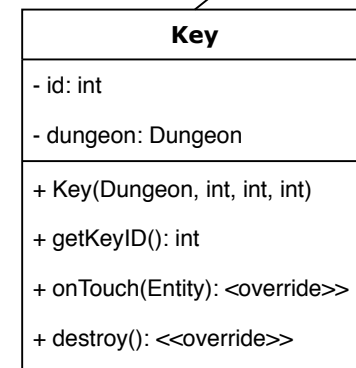 Key
- id: int
- dungeon: Dungeon
+ Key(Dungeon, int, int, int)
+ getKeyID(): int
+ onTouch(Entity): <override>>
+ destroy(): <<override>>